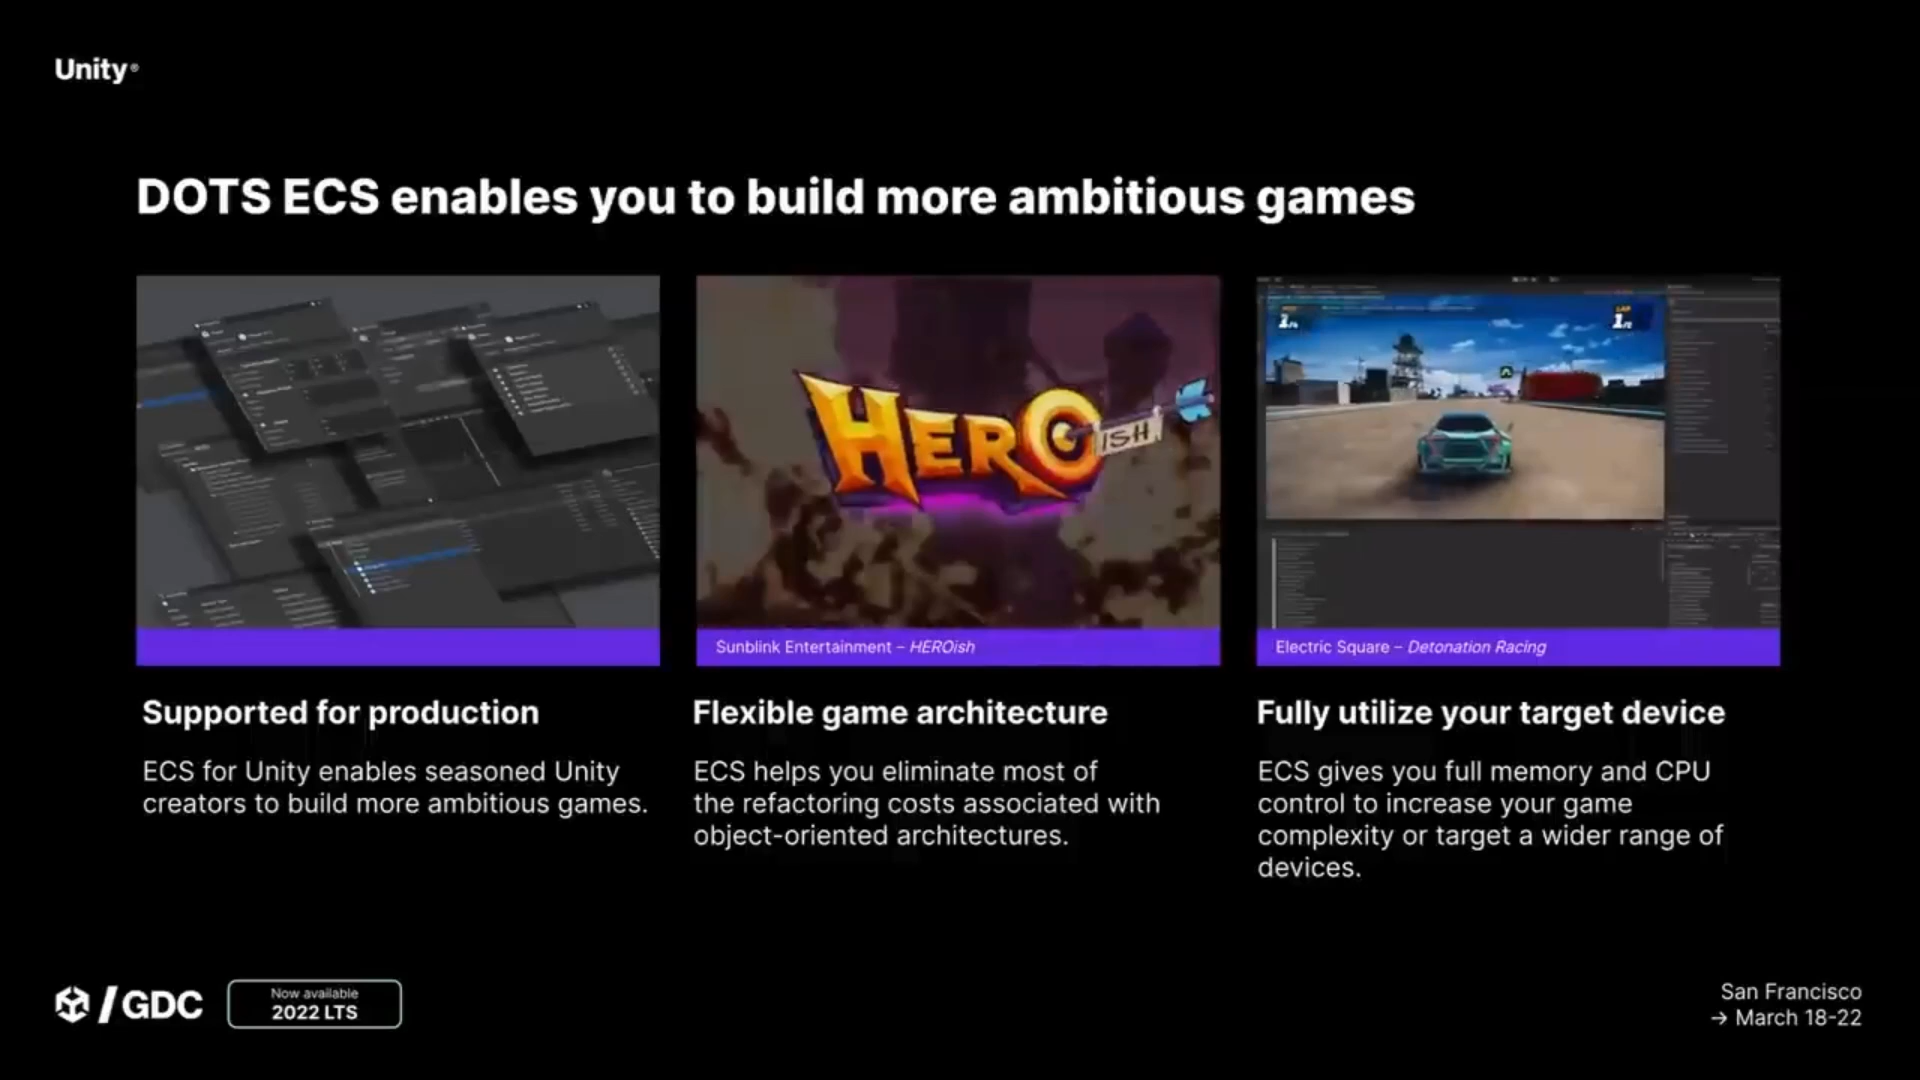 Unity®
DOTS ECS enables you to build more ambitious games
HEROISH
Sunblink Entertainment – HEROish
Electric Square – Detonation Racing
Supported for production
ECS for Unity enables seasoned Unity
creators to build more ambitious games.
Flexible game architecture
ECS helps you eliminate most of
the refactoring costs associated with
object-oriented architectures.
Fully utilize your target device
ECS gives you full memory and CPU
control to increase your game
complexity or target a wider range of
devices.
/GDC
Now available
2022 LTS
San Francisco
→ March 18-22